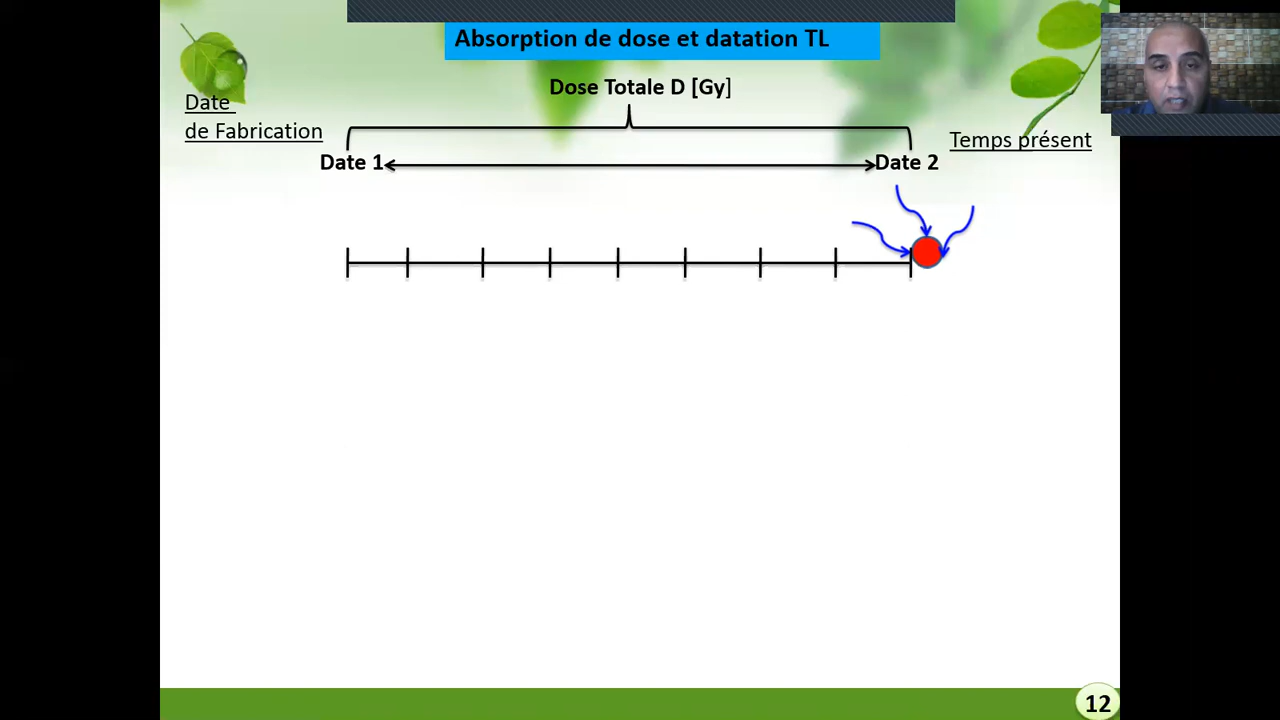 Absorption de dose et datation TL
Dose Totale D [Gy]
Date
de Fabrication
Temps présent
Date 1
Date 2
12